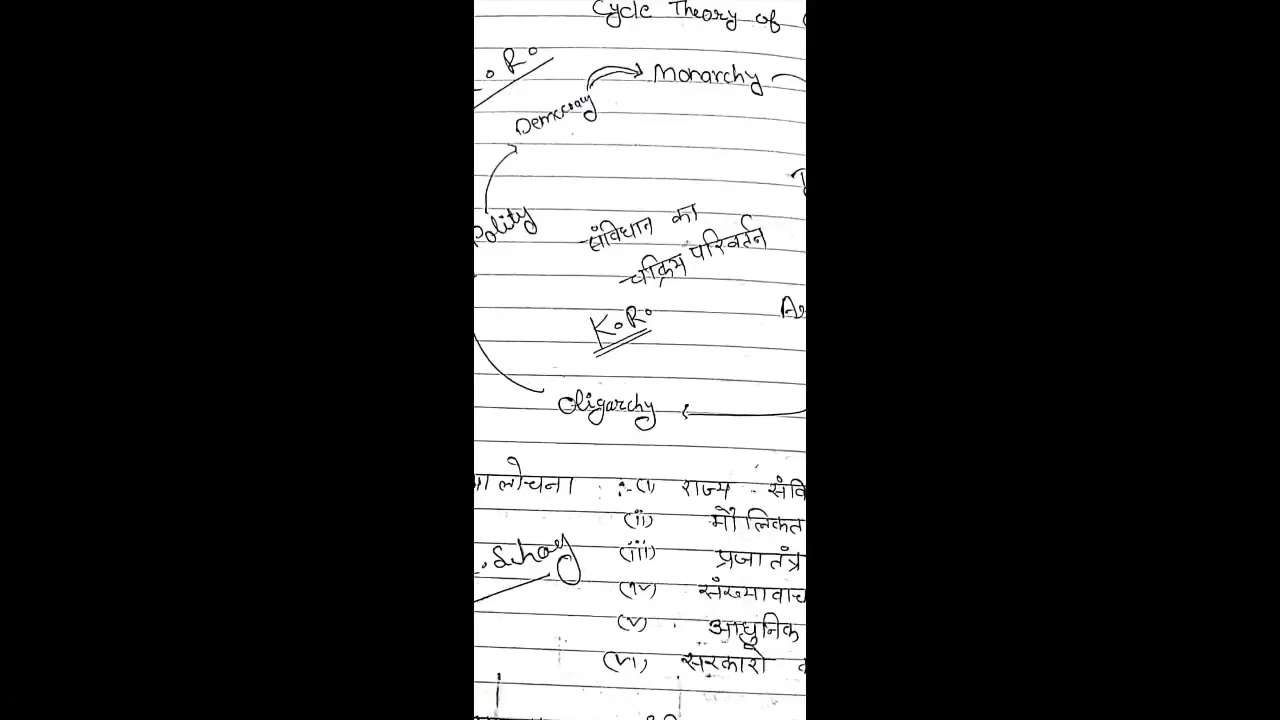 Cycle Theory of
. R.
Monarchy
Democracy
Polity
संविधान का
चक्रिय परिवर्तन
K.R.
Oligarchy
लोचना :- (i) राज्य - संवि
(ii) मौलिकत
(iii) प्रजातंत्र
. Sahay
(iv) संख्यावाच
(v) आधुनिक
(vi) सरकारो